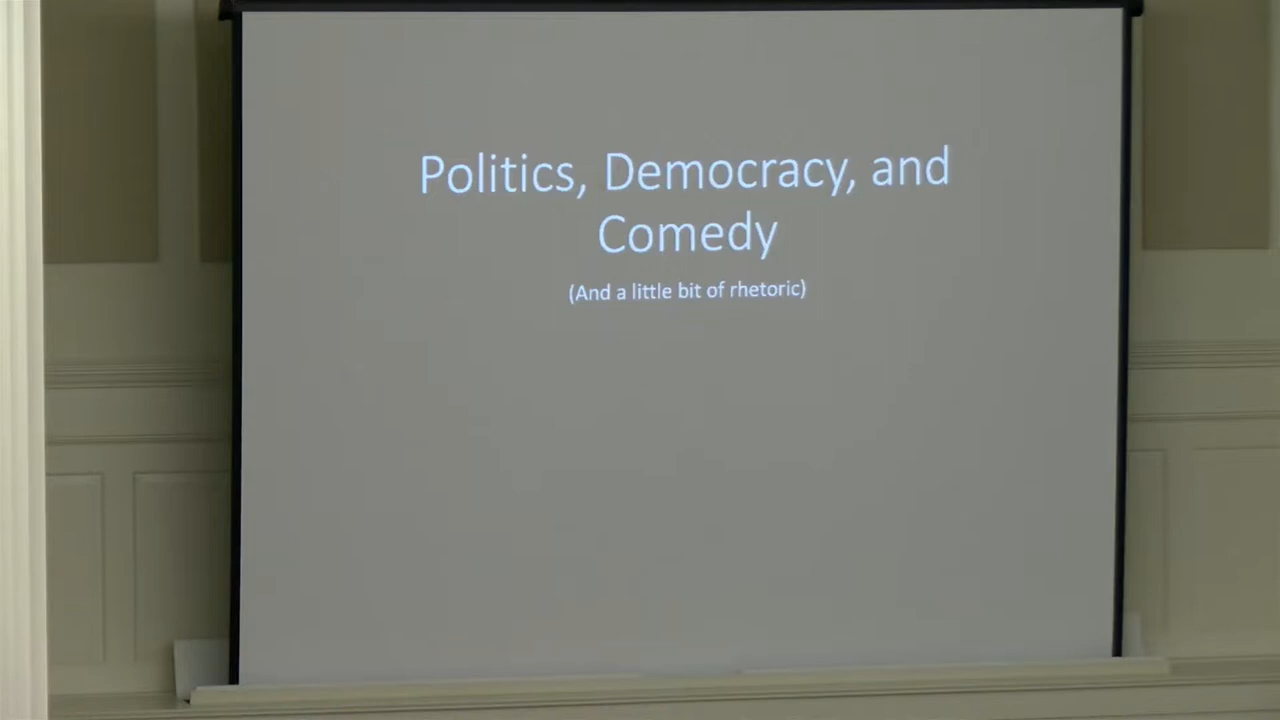 Politics, Democracy, and
Comedy
(And a little bit of rhetoric)